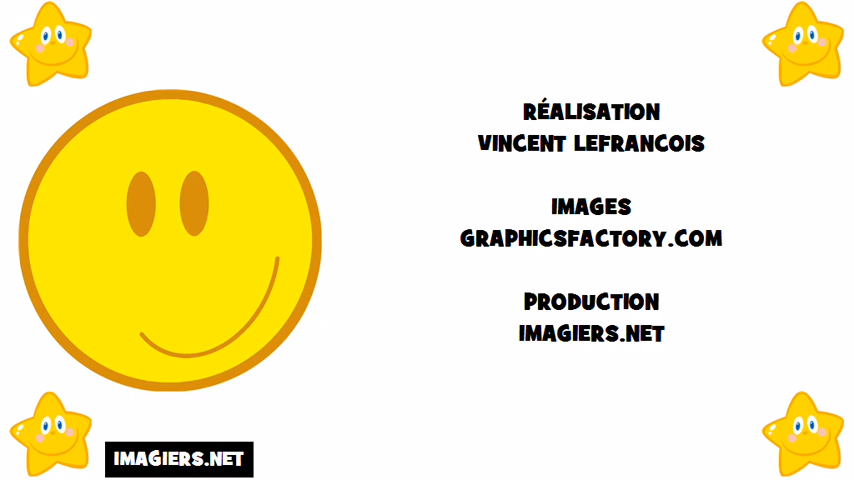 RÉALISATION
VINCENT LEFRANCOIS
IMAGES
GRAPHICSFACTORY.COM
PRODUCTION
IMAGIERS.NET
IMAGIERS.NET